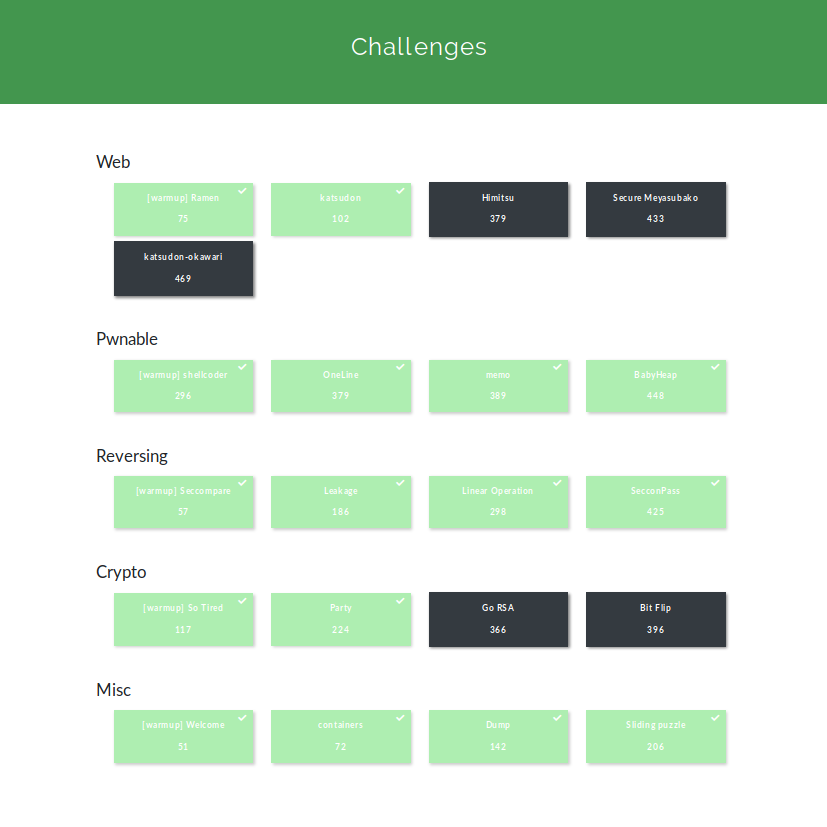 Challenges
Web
[warmup] Ramen
75
katsudon
102
Himitsu
379
Secure Meyasubako
433
katsudon-okawari
469
Pwnable
[warmup] shellcoder
296
OneLine
379
memo
389
BabyHeap
448
Reversing
[warmup] Seccompare
57
Leakage
186
Linear Operation
298
SecconPass
425
Crypto
[warmup] So Tired
117
Party
224
Go RSA
366
Bit Flip
396
Misc
[warmup] Welcome
51
containers
72
Dump
142
Sliding puzzle
206